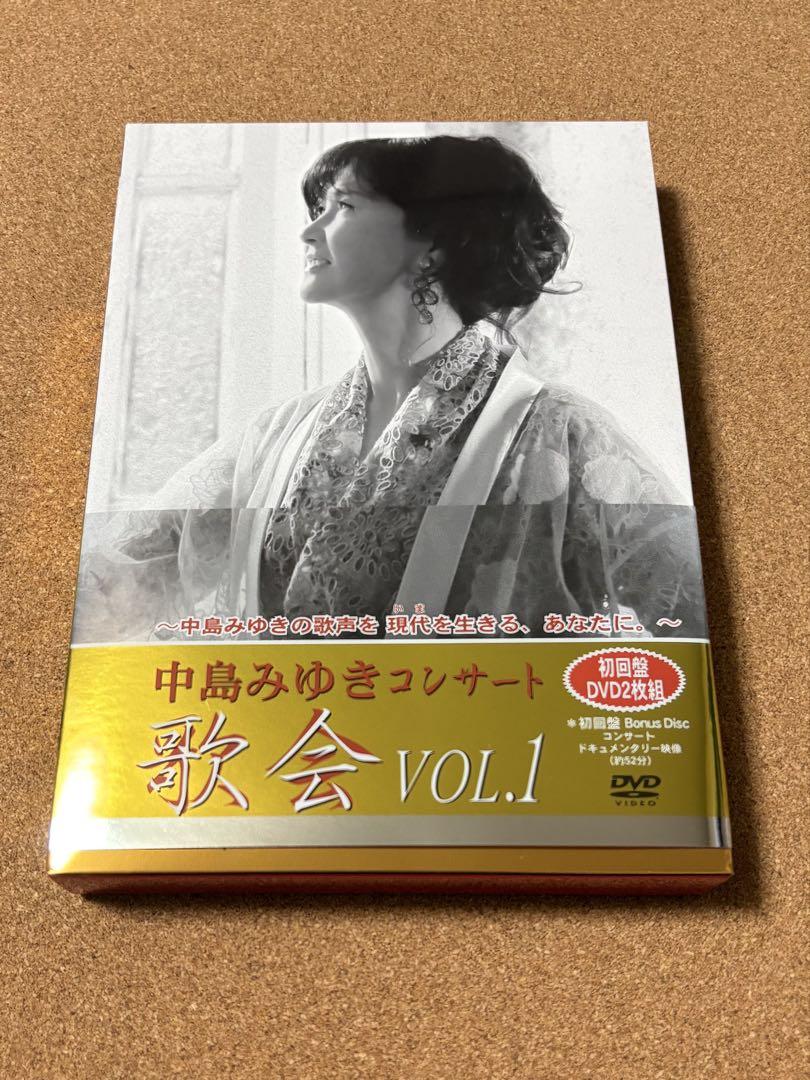 ～中島みゆきの歌声を 現代を生きる、あなたに。～
いま
中島みゆきコンサート
歌会 VOL.1
初回盤
DVD2枚組
＊初回盤 Bonus Disc
コンサート
ドキュメンタリー映像
(約52分)
DVD
VIDEO